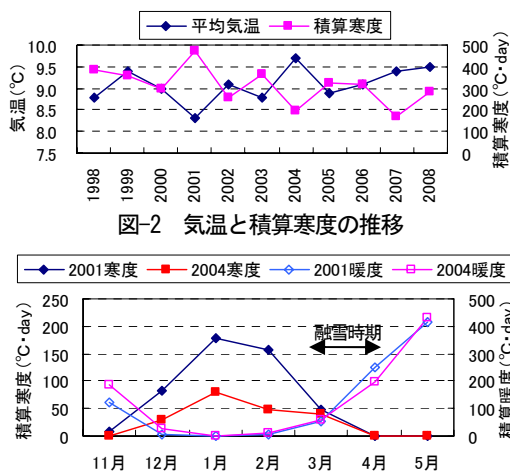 平均気温 積算寒度
10.0 9.5 9.0 8.5 8.0 7.5
気温(℃)
500 400 300 200 100 0
積算寒度(℃・day)
1998 1999 2000 2001 2002 2003 2004 2005 2006 2007 2008
図-2 気温と積算寒度の推移
2001寒度 2004寒度 2001暖度 2004暖度
250 200 150 100 50 0
積算寒度(℃・day)
融雪時期
500 400 300 200 100 0
積算暖度(℃・day)
11月 12月 1月 2月 3月 4月 5月